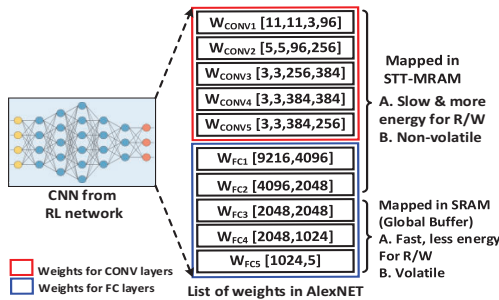 W_CONV1 [11,11,3,96]
W_CONV2 [5,5,96,256]
W_CONV3 [3,3,256,384]
W_CONV4 [3,3,384,384]
W_CONV5 [3,3,384,256]
W_FC1 [9216,4096]
W_FC2 [4096,2048]
W_FC3 [2048,2048]
W_FC4 [2048,1024]
W_FC5 [1024,5]
List of weights in AlexNET
CNN from
RL network
Weights for CONV layers
Weights for FC layers
Mapped in
STT-MRAM
A. Slow & more
energy for R/W
B. Non-volatile
Mapped in SRAM
(Global Buffer)
A. Fast, less energy
For R/W
B. Volatile